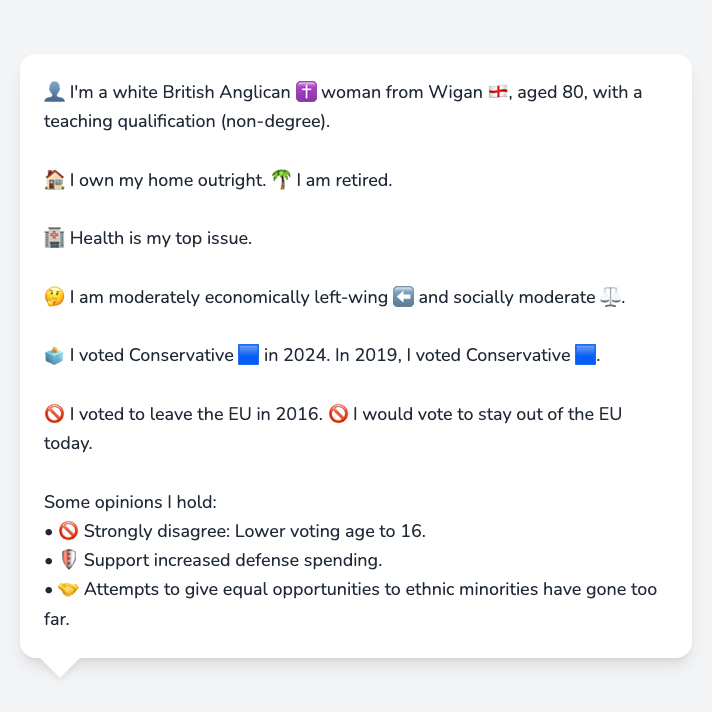 👤 I'm a white British Anglican ✝️ woman from Wigan 🏴󠁧󠁢󠁥󠁮󠁧󠁿, aged 80, with a
teaching qualification (non-degree).
🏠 I own my home outright. 🌴 I am retired.
🏥 Health is my top issue.
🤔 I am moderately economically left-wing ⬅️ and socially moderate ⚖️.
🗳️ I voted Conservative 🟦 in 2024. In 2019, I voted Conservative 🟦.
🚫 I voted to leave the EU in 2016. 🚫 I would vote to stay out of the EU
today.
Some opinions I hold:
• 🚫 Strongly disagree: Lower voting age to 16.
• 🛡️ Support increased defense spending.
• 🤝 Attempts to give equal opportunities to ethnic minorities have gone too
far.